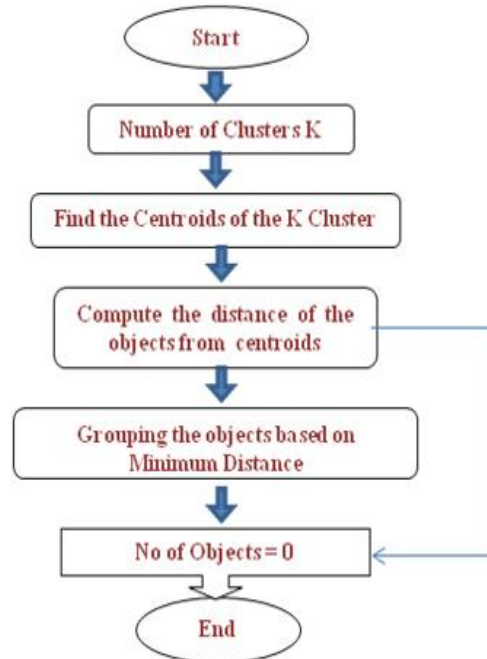 Start
Number of Clusters K
Find the Centroids of the K Cluster
Compute the distance of the
objects from centroids
Grouping the objects based on
Minimum Distance
No of Objects = 0
End